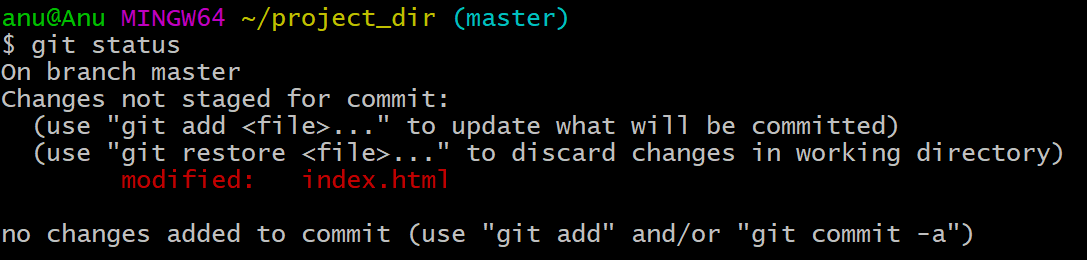 anu@Anu MINGW64 ~/project_dir (master)
$ git status
On branch master
Changes not staged for commit:
  (use "git add <file>..." to update what will be committed)
  (use "git restore <file>..." to discard changes in working directory)
        modified:   index.html

no changes added to commit (use "git add" and/or "git commit -a")